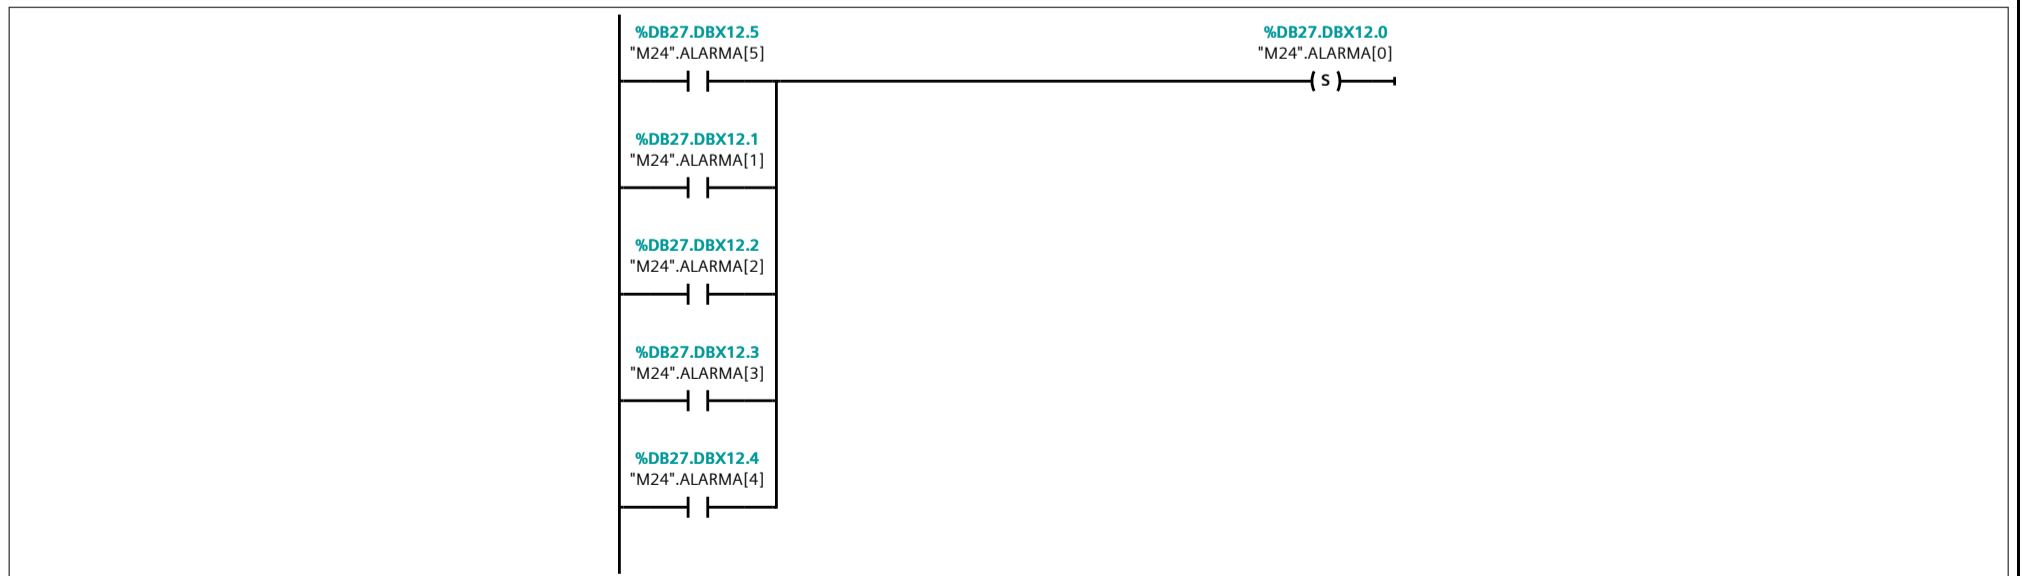 %DB27.DBX12.5
"M24".ALARMA[5]
%DB27.DBX12.0
"M24".ALARMA[0]
( S )
%DB27.DBX12.1
"M24".ALARMA[1]
%DB27.DBX12.2
"M24".ALARMA[2]
%DB27.DBX12.3
"M24".ALARMA[3]
%DB27.DBX12.4
"M24".ALARMA[4]